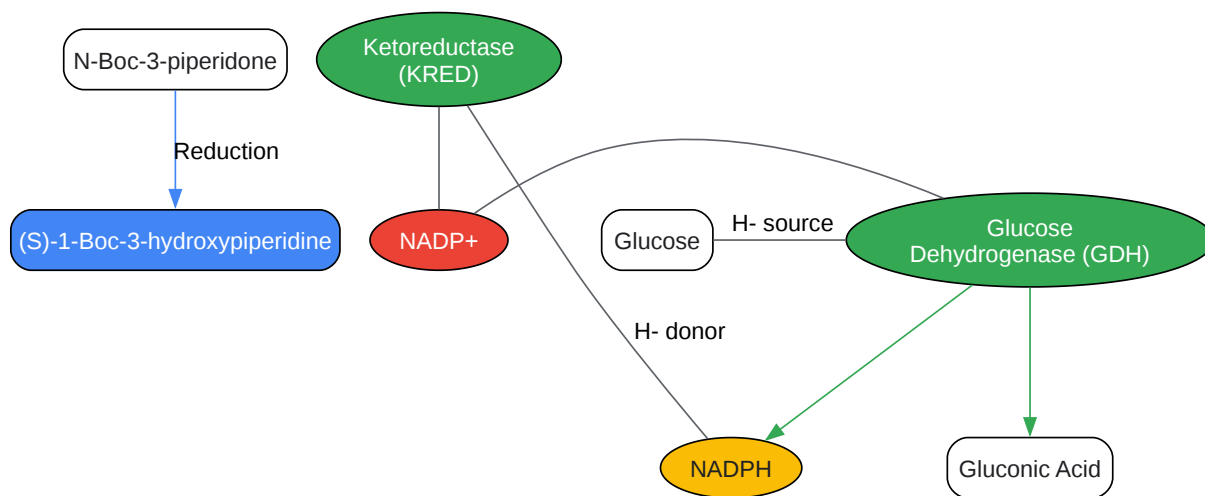 N-Boc-3-piperidone
Ketoreductase
(KRED)
Reduction
(S)-1-Boc-3-hydroxypiperidine
NADP+
Glucose
H- source
Glucose
Dehydrogenase (GDH)
H- donor
NADPH
Gluconic Acid